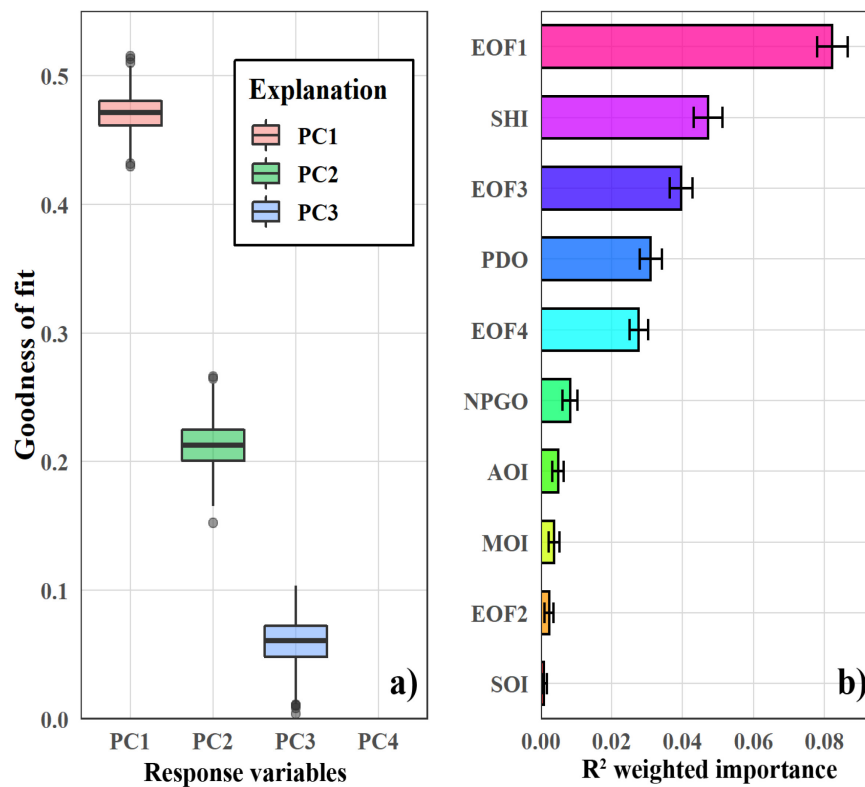 0.5
0.4
0.3
0.2
0.1
0.0
Goodness of fit
Explanation
PC1
PC2
PC3
a)
PC1 PC2 PC3 PC4
Response variables
EOF1
SHI
EOF3
PDO
EOF4
NPGO
AOI
MOI
EOF2
SOI
b)
0.00 0.02 0.04 0.06 0.08
R² weighted importance